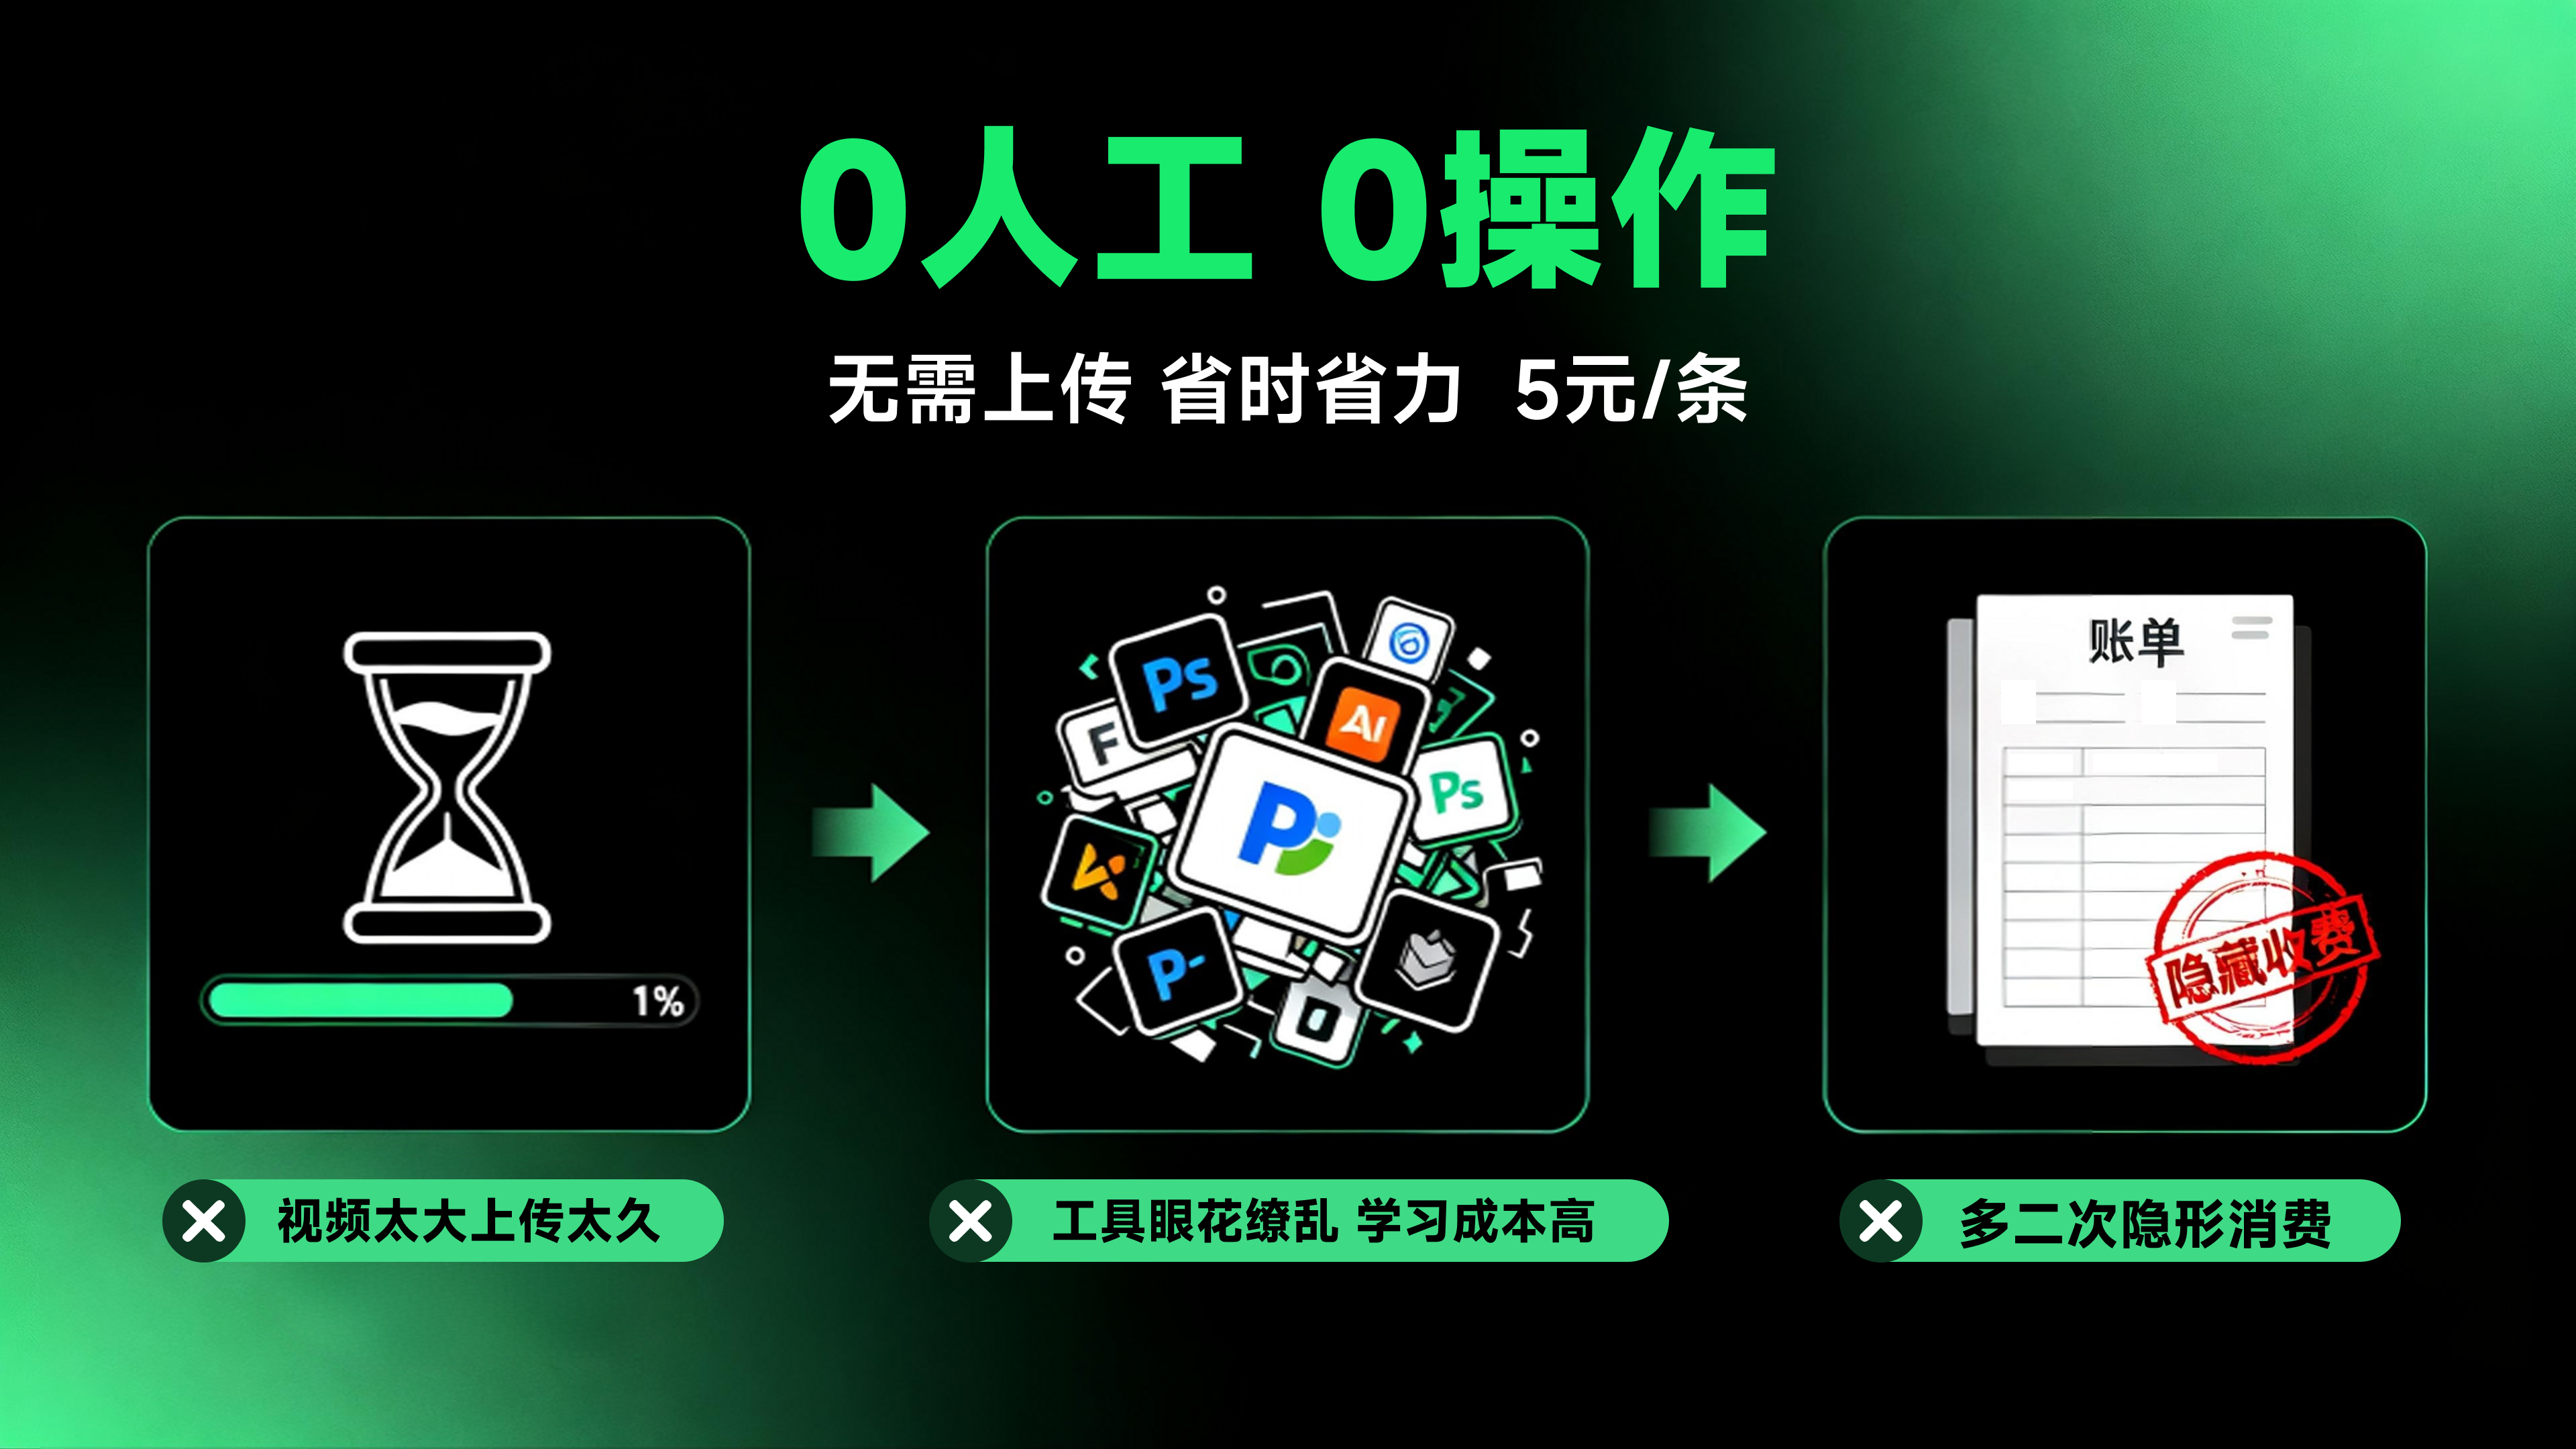 0人工 0操作
无需上传 省时省力 5元/条
1%
Ps
AI
F
Ps
P
P-
账单
隐藏收费
视频太大上传太久
工具眼花缭乱 学习成本高
多二次隐形消费